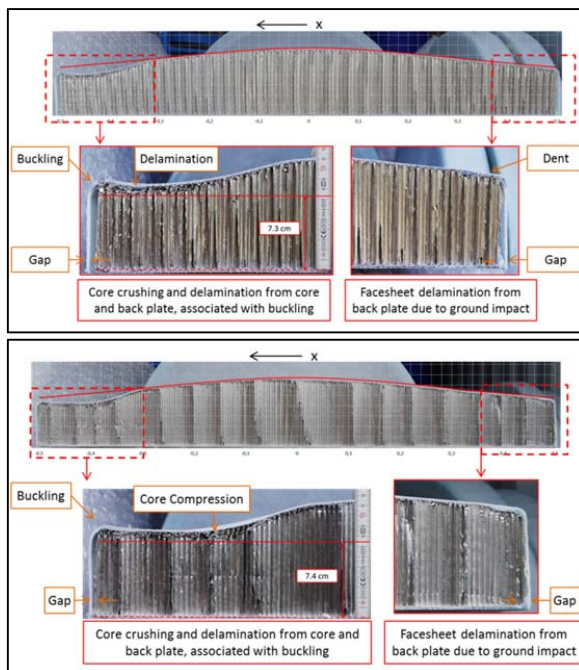 x
Buckling
Delamination
Dent
7.3 cm
Gap
Gap
Core crushing and delamination from core
and back plate, associated with buckling
Facesheet delamination from
back plate due to ground impact
x
Buckling
Core Compression
7.4 cm
Gap
Gap
Core crushing and delamination from core and
back plate, associated with buckling
Facesheet delamination from
back plate due to ground impact